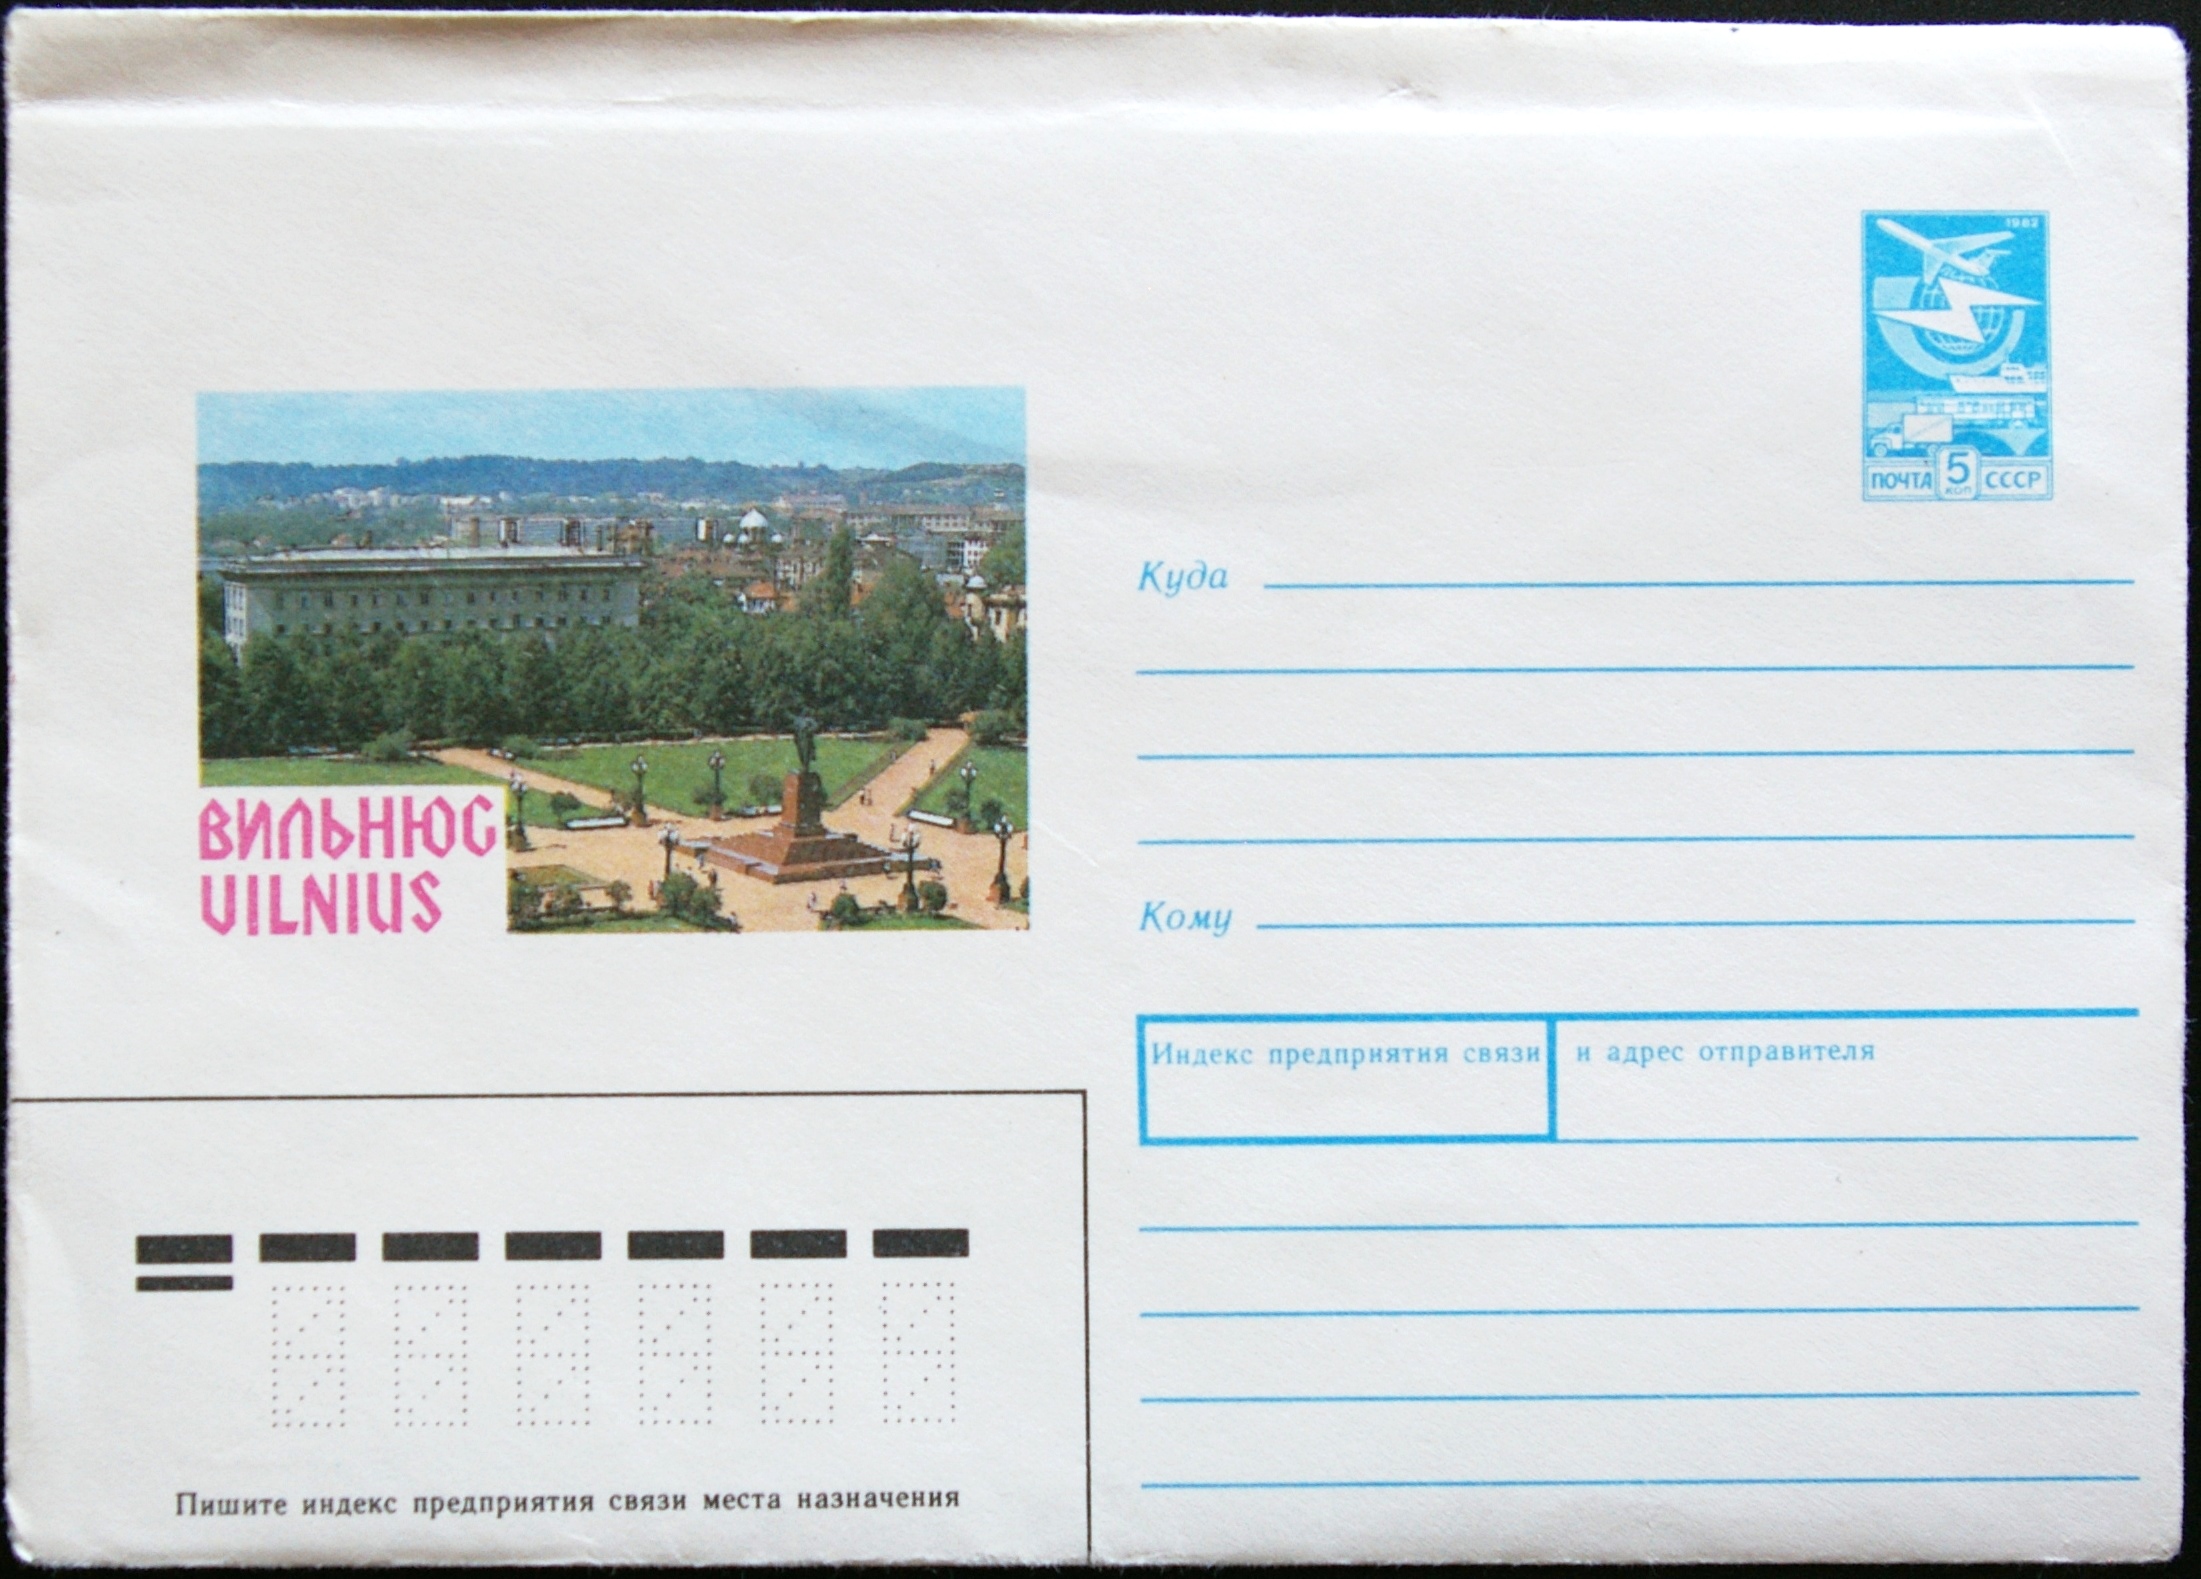 1982
ПОЧТА 5 КОП СССР
Куда
ВИЛЬНЮС
VILNIUS
Кому
Индекс предприятия связи и адрес отправителя
Пишите индекс предприятия связи места назначения